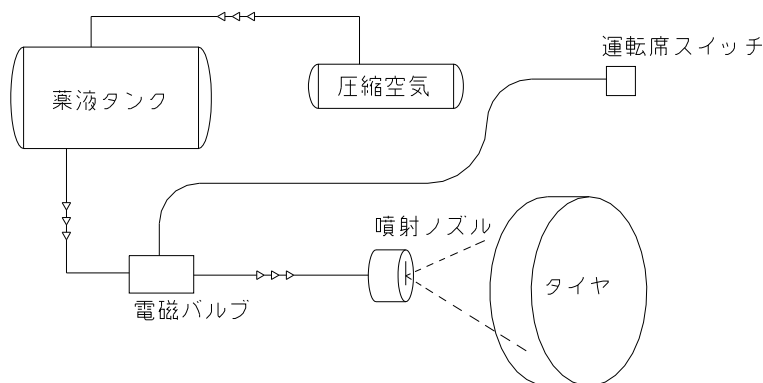 運転席スイッチ
圧縮空気
薬液タンク
噴射ノズル
タイヤ
電磁バルブ